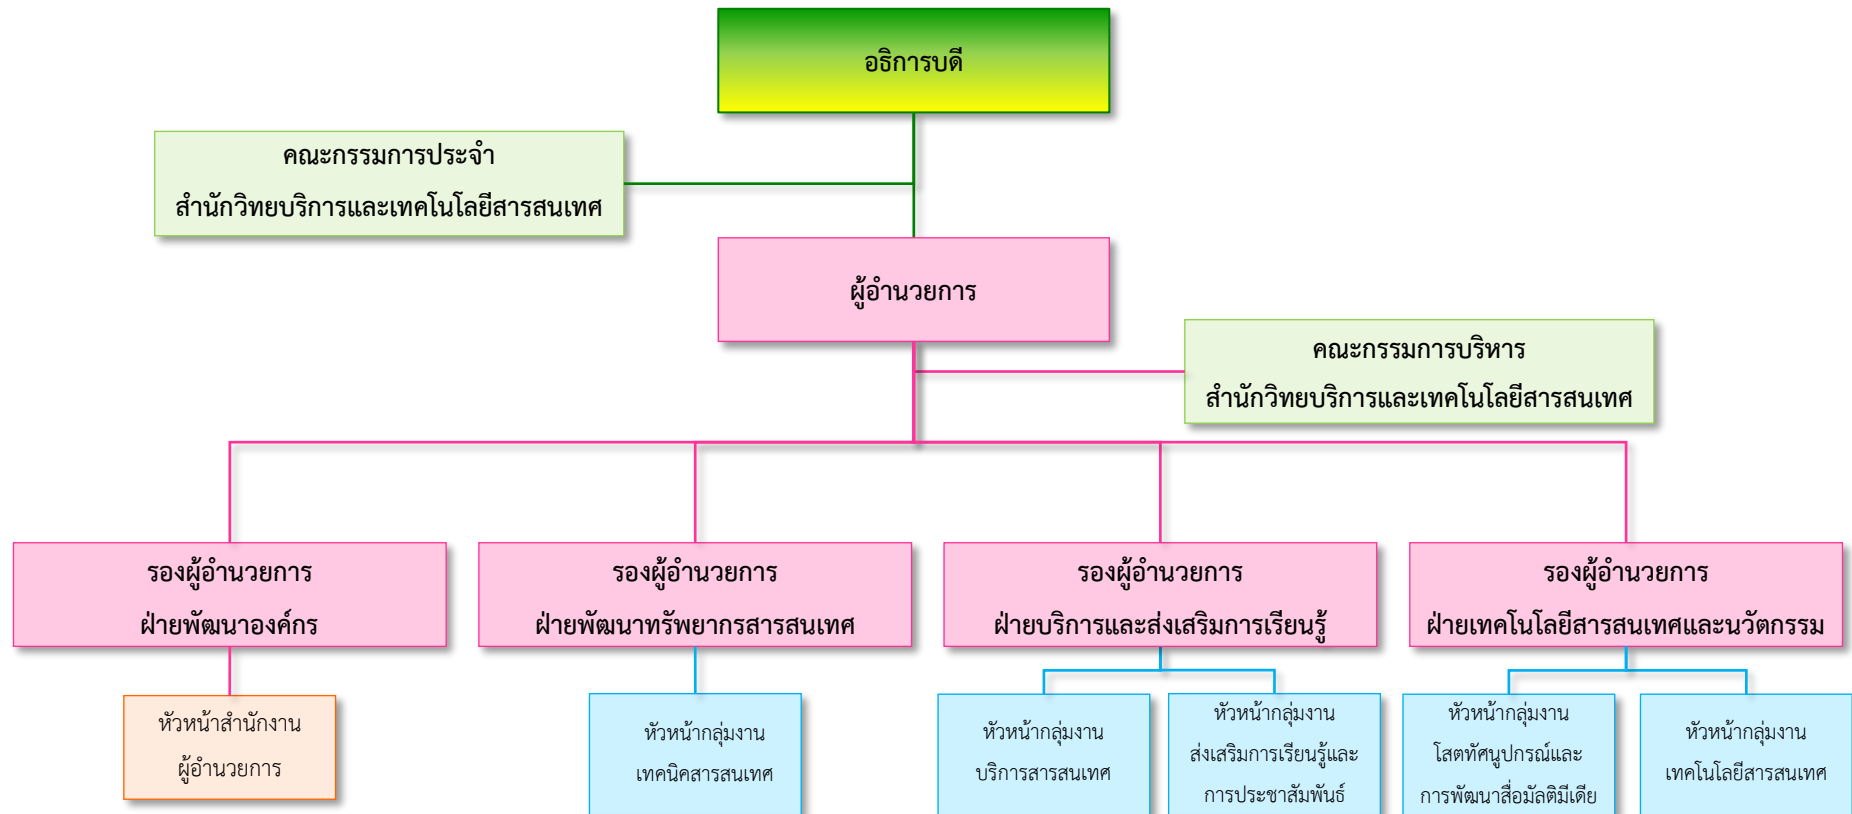 อธิการบดี
คณะกรรมการประจำ
สำนักวิทยบริการและเทคโนโลยีสารสนเทศ
ผู้อำนวยการ
คณะกรรมการบริหาร
สำนักวิทยบริการและเทคโนโลยีสารสนเทศ
รองผู้อำนวยการ
ฝ่ายพัฒนาองค์กร
รองผู้อำนวยการ
ฝ่ายพัฒนาทรัพยากรสารสนเทศ
รองผู้อำนวยการ
ฝ่ายบริการและส่งเสริมการเรียนรู้
รองผู้อำนวยการ
ฝ่ายเทคโนโลยีสารสนเทศและนวัตกรรม
หัวหน้าสำนักงาน
ผู้อำนวยการ
หัวหน้ากลุ่มงาน
เทคนิคสารสนเทศ
หัวหน้ากลุ่มงาน
บริการสารสนเทศ
หัวหน้ากลุ่มงาน
ส่งเสริมการเรียนรู้และ
การประชาสัมพันธ์
หัวหน้ากลุ่มงาน
โสตทัศนูปกรณ์และ
การพัฒนาสื่อมัลติมีเดีย
หัวหน้ากลุ่มงาน
เทคโนโลยีสารสนเทศ